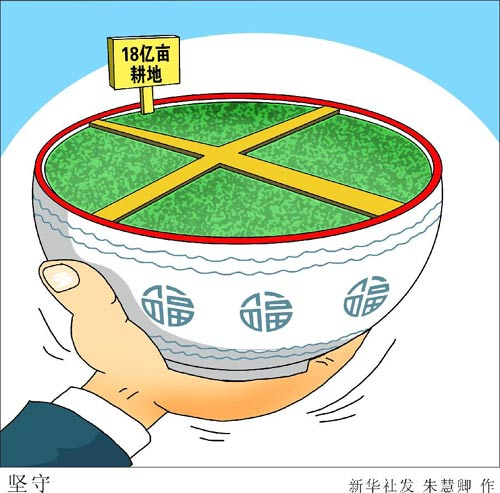 18亿亩
耕地
福 福 福
坚守
新华社发 朱慧卿 作